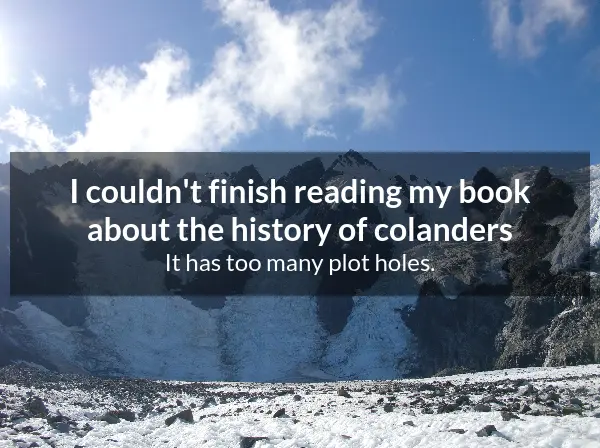 I couldn't finish reading my book
about the history of colanders
It has too many plot holes.